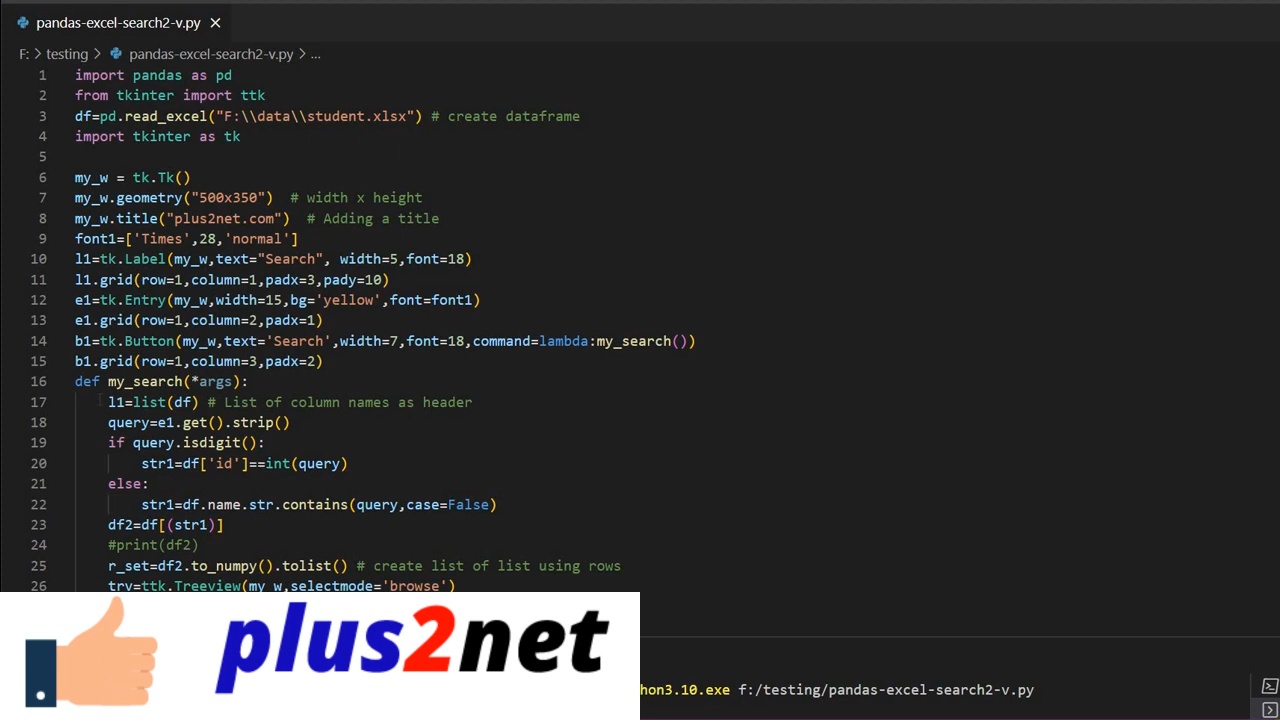 pandas-excel-search2-v.py ×
F: > testing > pandas-excel-search2-v.py > ...
1 import pandas as pd
2 from tkinter import ttk
3 df=pd.read_excel("F:\\data\\student.xlsx") # create dataframe
4 import tkinter as tk
5
6 my_w = tk.Tk()
7 my_w.geometry("500x350")  # width x height
8 my_w.title("plus2net.com")  # Adding a title
9 font1=['Times',28,'normal']
10 l1=tk.Label(my_w,text="Search", width=5,font=18)
11 l1.grid(row=1,column=1,padx=3,pady=10)
12 e1=tk.Entry(my_w,width=15,bg='yellow',font=font1)
13 e1.grid(row=1,column=2,padx=1)
14 b1=tk.Button(my_w,text='Search',width=7,font=18,command=lambda:my_search())
15 b1.grid(row=1,column=3,padx=2)
16 def my_search(*args):
17     l1=list(df) # List of column names as header
18     query=e1.get().strip()
19     if query.isdigit():
20         str1=df['id']==int(query)
21     else:
22         str1=df.name.str.contains(query,case=False)
23     df2=df[(str1)]
24     #print(df2)
25     r_set=df2.to_numpy().tolist() # create list of list using rows
26     trv=ttk.Treeview(my_w,selectmode='browse')
plus2net
hon3.10.exe f:/testing/pandas-excel-search2-v.py